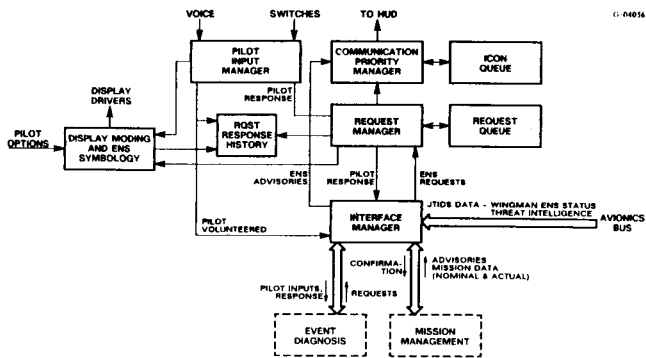 VOICE
SWITCHES
TO HUD
G-04056
PILOT
INPUT
MANAGER
COMMUNICATION
PRIORITY
MANAGER
ICON
QUEUE
DISPLAY
DRIVERS
PILOT
RESPONSE
PILOT
OPTIONS
DISPLAY MODING
AND ENS
SYMBOLOGY
RQST
RESPONSE
HISTORY
REQUEST
MANAGER
REQUEST
QUEUE
ENS
ADVISORIES
PILOT
RESPONSE
ENS
REQUESTS
PILOT
VOLUNTEERED
INTERFACE
MANAGER
JTIDS DATA - WINGMAN ENS STATUS
THREAT INTELLIGENCE
AVIONICS
BUS
CONFIRMA-
TION
ADVISORIES
MISSION DATA
(NOMINAL & ACTUAL)
PILOT INPUTS,
RESPONSE
REQUESTS
EVENT
DIAGNOSIS
MISSION
MANAGEMENT